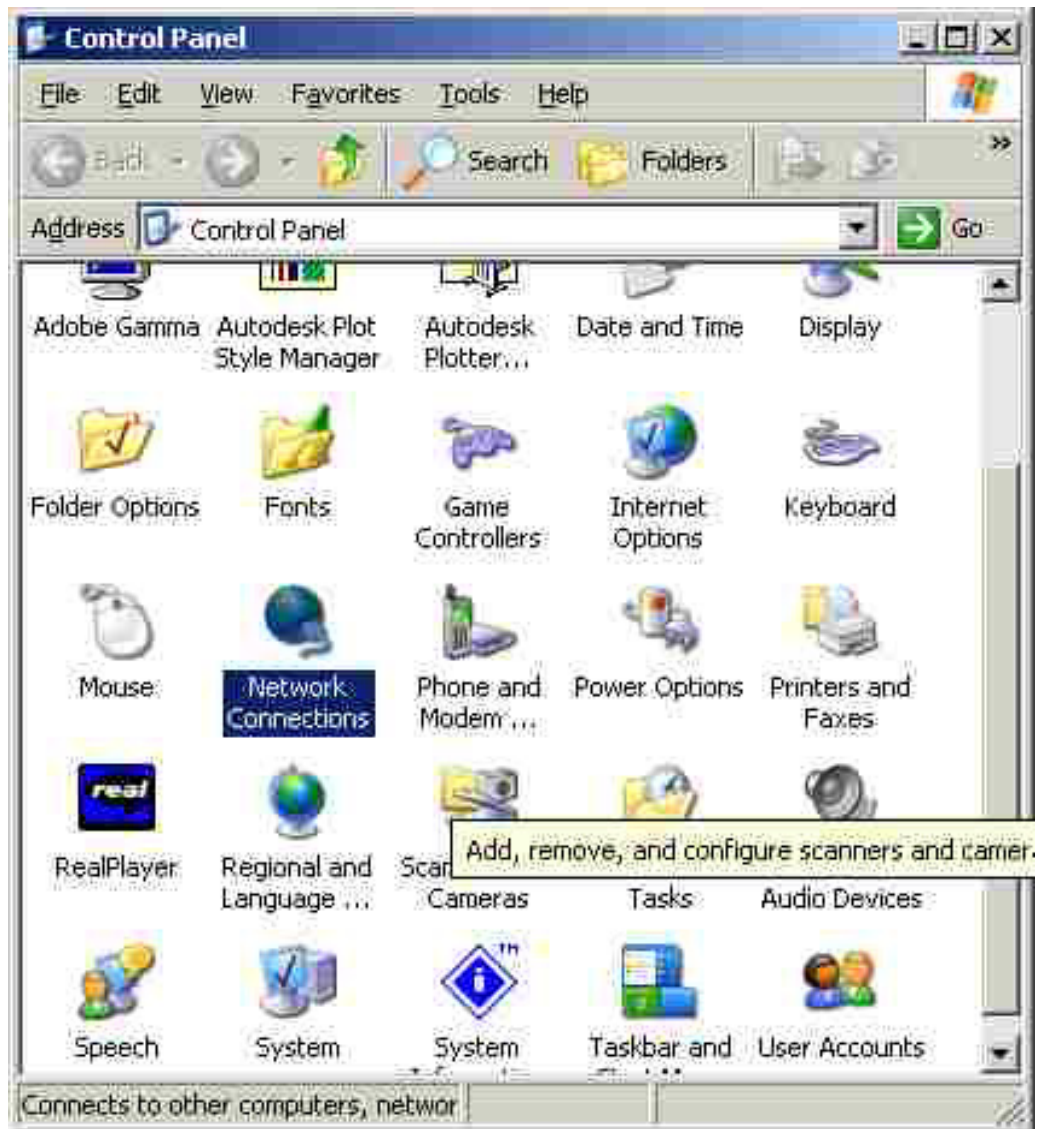 Control Panel
File Edit View Favorites Tools Help
Back Search Folders »
Address Control Panel Go
Adobe Gamma Autodesk Plot Autodesk Date and Time Display
Style Manager Plotter...
Folder Options Fonts Game Internet Keyboard
Controllers Options
Mouse Network Phone and Power Options Printers and
Connections Modem ... Faxes
real
Add, remove, and configure scanners and camer
RealPlayer Regional and
Language ... Cameras Tasks Audio Devices
TM
i
Speech System System Taskbar and User Accounts
Connects to other computers, networ